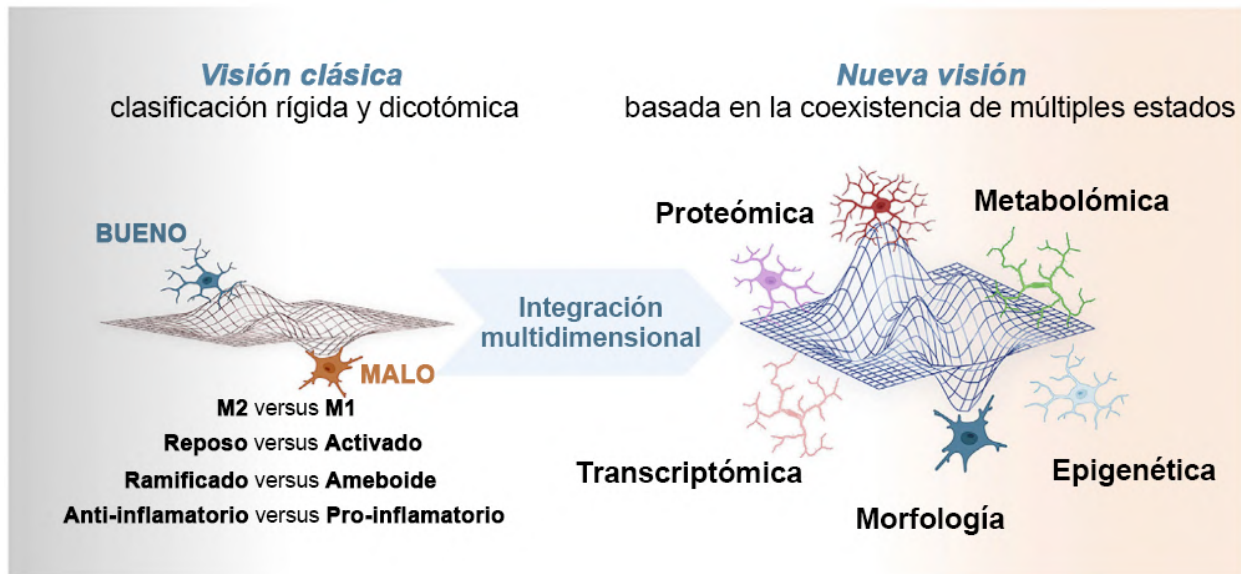 Visión clásica
clasificación rígida y dicotómica
BUENO
MALO
M2 versus M1
Reposo versus Activado
Ramificado versus Ameboide
Anti-inflamatorio versus Pro-inflamatorio
Integración
multidimensional
Nueva visión
basada en la coexistencia de múltiples estados
Proteómica
Metabolómica
Transcriptómica
Epigenética
Morfología